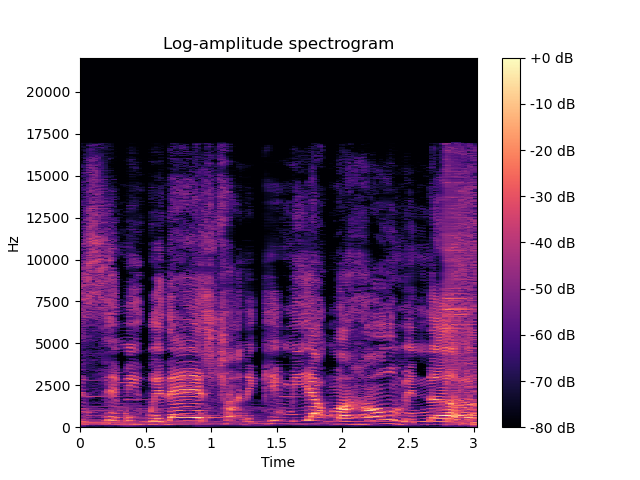 Log-amplitude spectrogram
Hz
20000
17500
15000
12500
10000
7500
5000
2500
0
0 0.5 1 1.5 2 2.5 3
Time
+0 dB
-10 dB
-20 dB
-30 dB
-40 dB
-50 dB
-60 dB
-70 dB
-80 dB